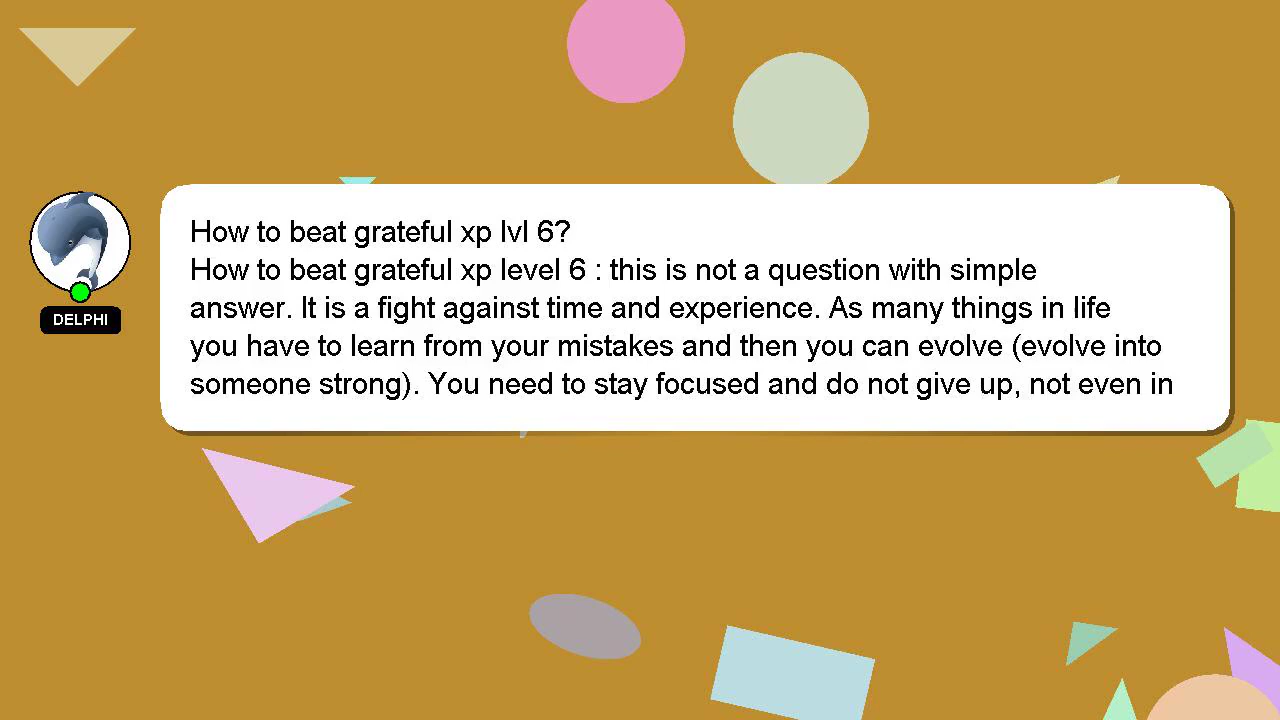 How to beat grateful xp lvl 6?
How to beat grateful xp level 6 : this is not a question with simple
answer. It is a fight against time and experience. As many things in life
you have to learn from your mistakes and then you can evolve (evolve into
someone strong). You need to stay focused and do not give up, not even in
DELPHI